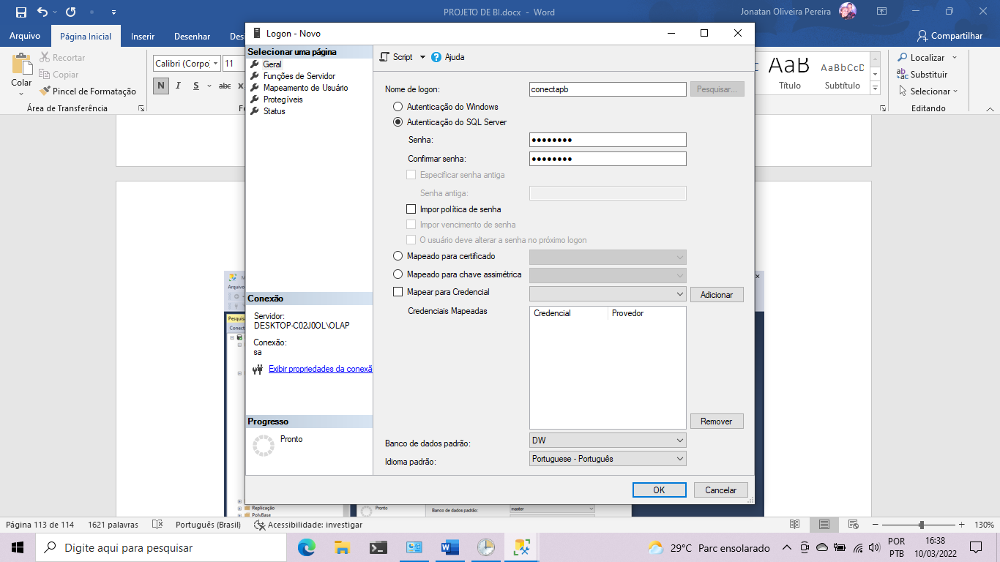 PROJETO DE BI.docx - Word
Jonatan Oliveira Pereira
Arquivo
Página Inicial
Inserir
Desenhar
Compartilhar
Colar
Recortar
Copiar
Pincel de Formatação
Área de Transferência
Calibri (Corpo)
11
N
I
S
abc
AaB
Título
AaBbCcD
Subtítulo
Localizar
Substituir
Selecionar
Editando
Logon - Novo
Selecionar uma página
Geral
Funções de Servidor
Mapeamento de Usuário
Protegíveis
Status
Conexão
Servidor:
DESKTOP-C02J0OL\OLAP
Conexão:
sa
Exibir propriedades da conexã
Progresso
Pronto
Script
Ajuda
Nome de logon:
conectapb
Pesquisar...
Autenticação do Windows
Autenticação do SQL Server
Senha:
●●●●●●●●
Confirmar senha:
●●●●●●●●
Especificar senha antiga
Senha antiga:
Impor política de senha
Impor vencimento de senha
O usuário deve alterar a senha no próximo logon
Mapeado para certificado
Mapeado para chave assimétrica
Mapear para Credencial
Adicionar
Credenciais Mapeadas
Credencial Provedor
Remover
Banco de dados padrão:
DW
Idioma padrão:
Portuguese - Português
OK
Cancelar
Replicação
PolyBase
Pronto
Banco de dados padrão:
master
Página 113 de 114
1621 palavras
Português (Brasil)
Acessibilidade: investigar
130%
Digite aqui para pesquisar
29°C Parc ensolarado
POR
PTB
16:38
10/03/2022